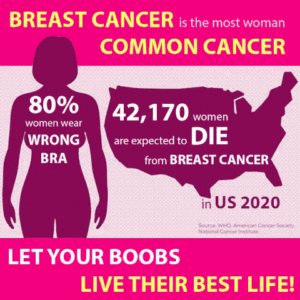 BREAST CANCER is the most woman
COMMON CANCER
80%
women wear
WRONG
BRA
42,170 women
are expected to DIE
from BREAST CANCER
in US 2020
Source: WHO, American Cancer Society,
National Cancer Institute
LET YOUR BOOBS
LIVE THEIR BEST LIFE!